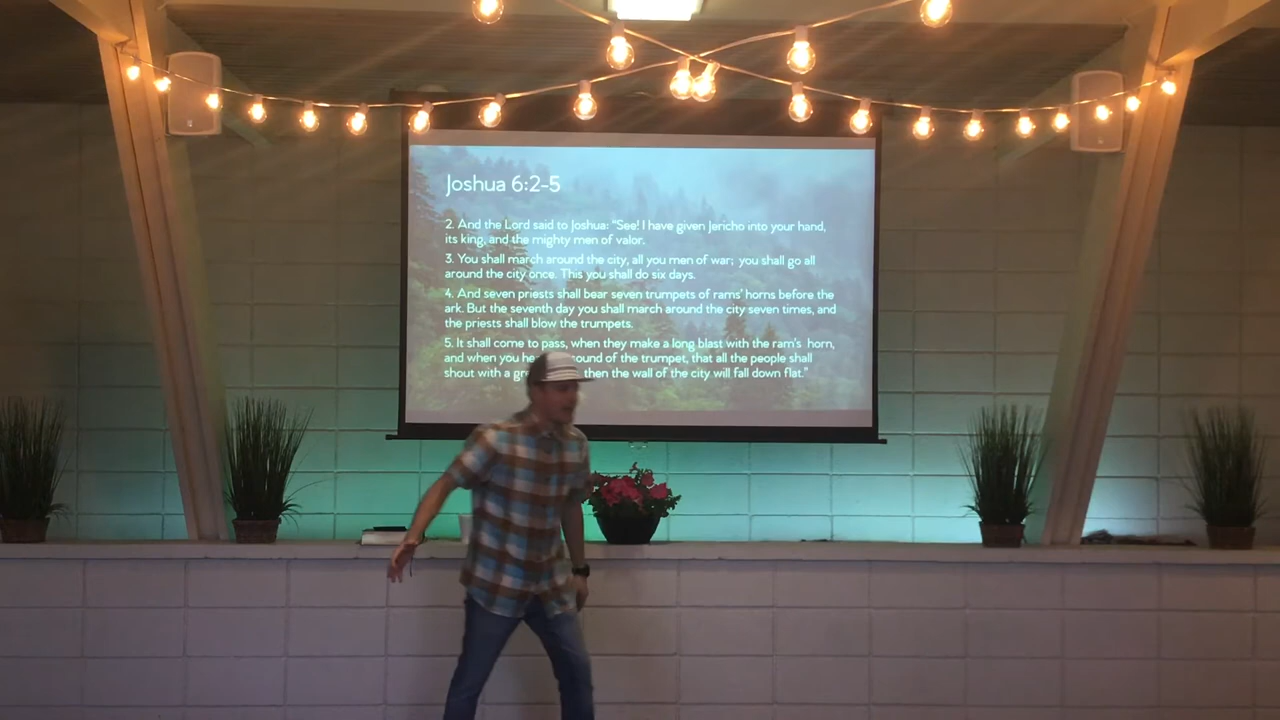 Joshua 6:2-5
2. And the Lord said to Joshua: "See! I have given Jericho into your hand,
its king, and the mighty men of valor.
3. You shall march around the city, all you men of war; you shall go all
around the city once. This you shall do six days.
4. And seven priests shall bear seven trumpets of rams' horns before the
ark. But the seventh day you shall march around the city seven times, and
the priests shall blow the trumpets.
5. It shall come to pass, when they make a long blast with the ram's horn,
and when you of the trumpet, that all the people shall
shout with a then the wall of the city will fall down flat."